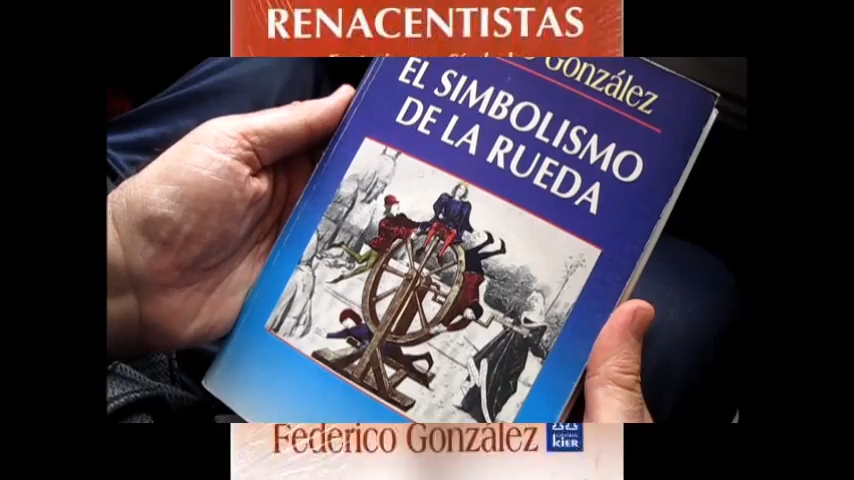 RENACENTISTAS
González
EL SIMBOLISMO
DE LA RUEDA
Federico González
KIER